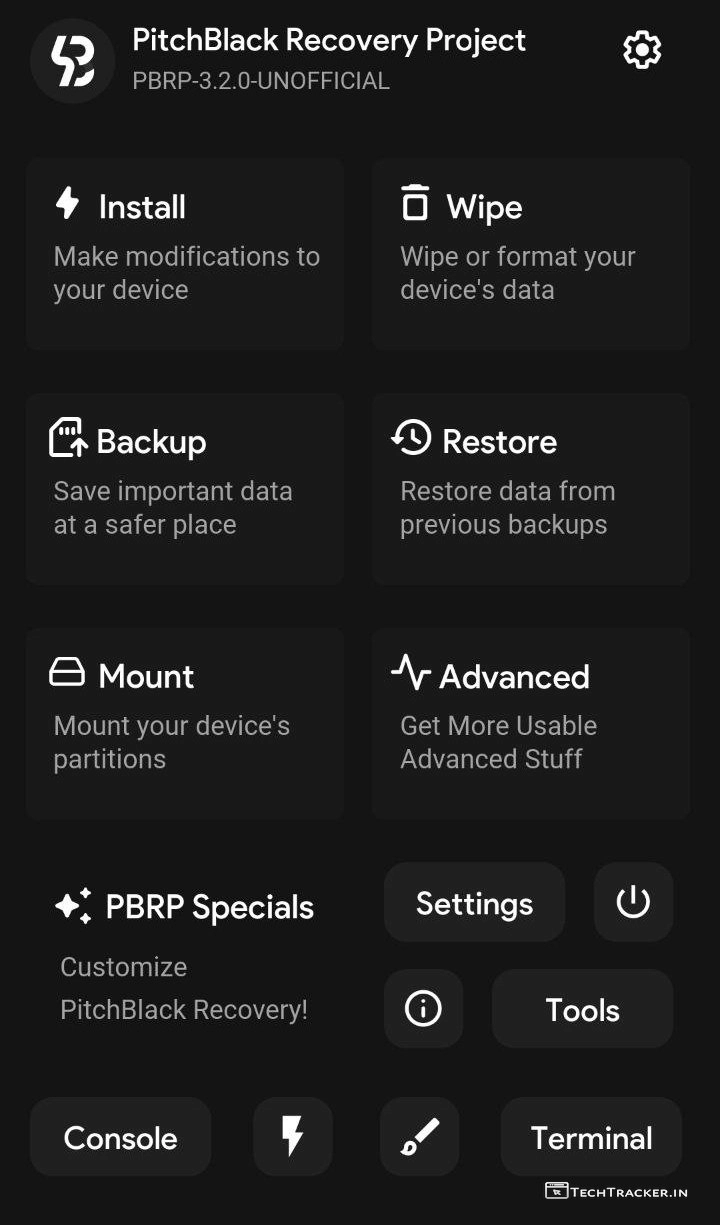 PitchBlack Recovery Project
PBRP-3.2.0-UNOFFICIAL
Install
Make modifications to
your device
Wipe
Wipe or format your
device's data
Backup
Save important data
at a safer place
Restore
Restore data from
previous backups
Mount
Mount your device's
partitions
Advanced
Get More Usable
Advanced Stuff
PBRP Specials
Customize
PitchBlack Recovery!
Settings
Tools
Console
Terminal
TECHTRACKER.IN